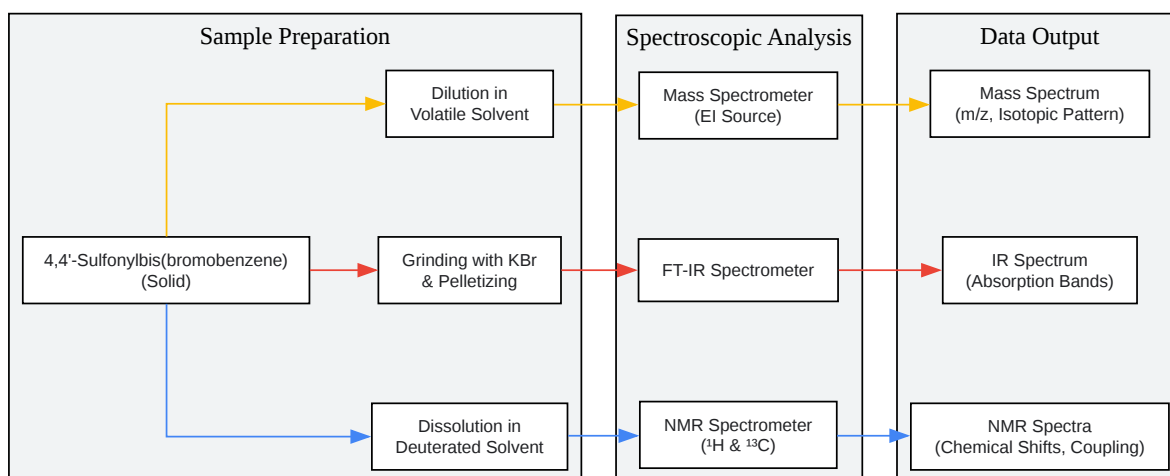 Sample Preparation
Spectroscopic Analysis
Data Output
Dilution in
Volatile Solvent
Mass Spectrometer
(EI Source)
Mass Spectrum
(m/z, Isotopic Pattern)
4,4'-Sulfonylbis(bromobenzene)
(Solid)
Grinding with KBr
& Pelletizing
FT-IR Spectrometer
IR Spectrum
(Absorption Bands)
Dissolution in
Deuterated Solvent
NMR Spectrometer
(¹H & ¹³C)
NMR Spectra
(Chemical Shifts, Coupling)